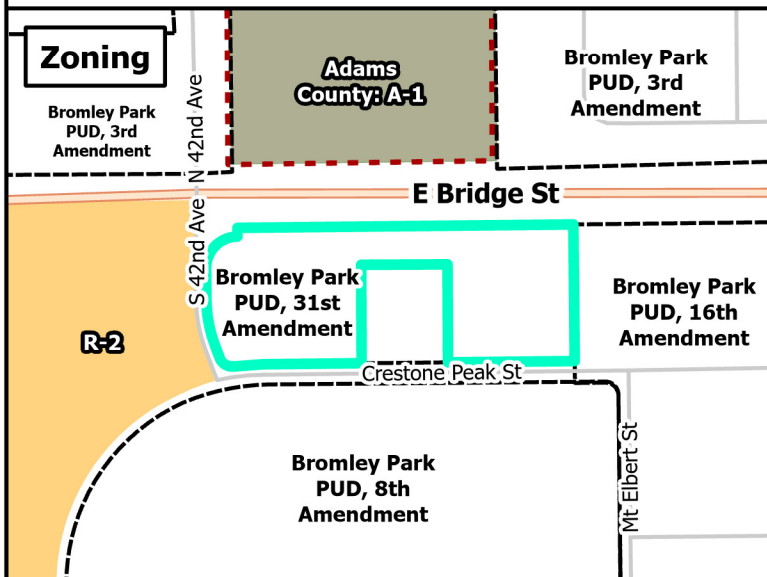 Zoning
Bromley Park
PUD, 3rd
Amendment
N 42nd Ave
Adams
County: A-1
Bromley Park
PUD, 3rd
Amendment
E Bridge St
S 42nd Ave
Bromley Park
PUD, 31st
Amendment
Bromley Park
PUD, 16th
Amendment
R-2
Crestone Peak St
Bromley Park
PUD, 8th
Amendment
Mt Elbert St